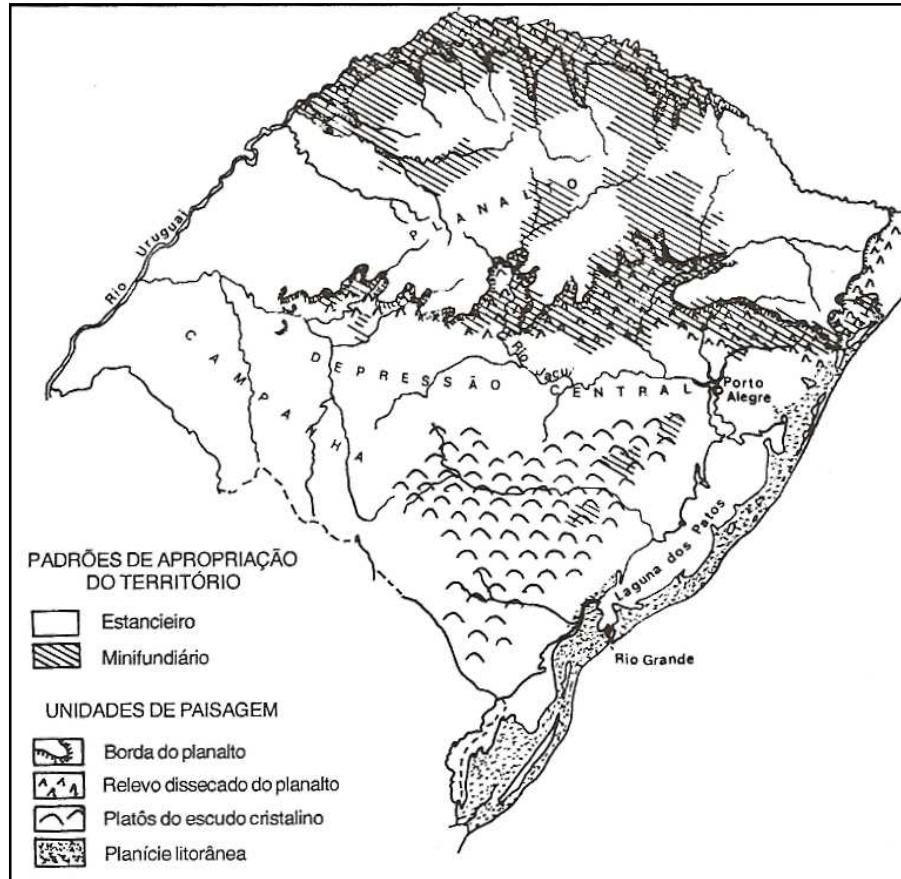 Rio Uruguai
PLANALTO
CAMPANHA
DEPRESSÃO CENTRAL
Rio Jacuí
Porto
Alegre
Laguna dos Patos
Rio Grande
PADRÕES DE APROPRIAÇÃO
DO TERRITÓRIO
Estancieiro
Minifundiário
UNIDADES DE PAISAGEM
Borda do planalto
Relevo dissecado do planalto
Platôs do escudo cristalino
Planície litorânea